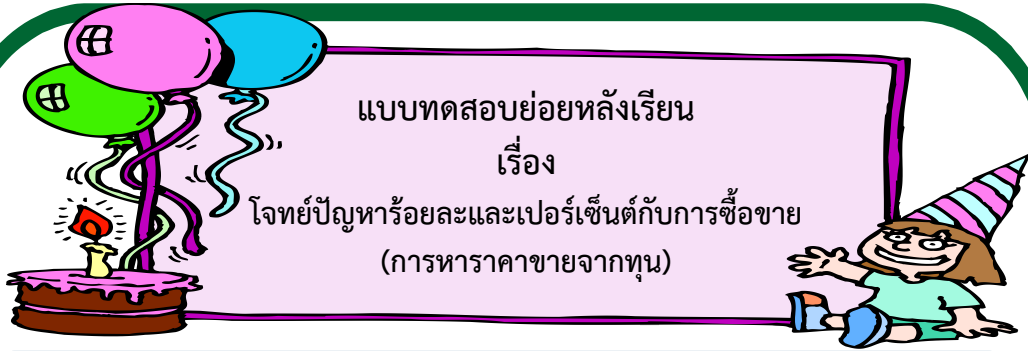 แบบทดสอบย่อยหลังเรียน
เรื่อง
โจทย์ปัญหาร้อยละและเปอร์เซ็นต์กับการซื้อขาย
(การหาราคาขายจากทุน)